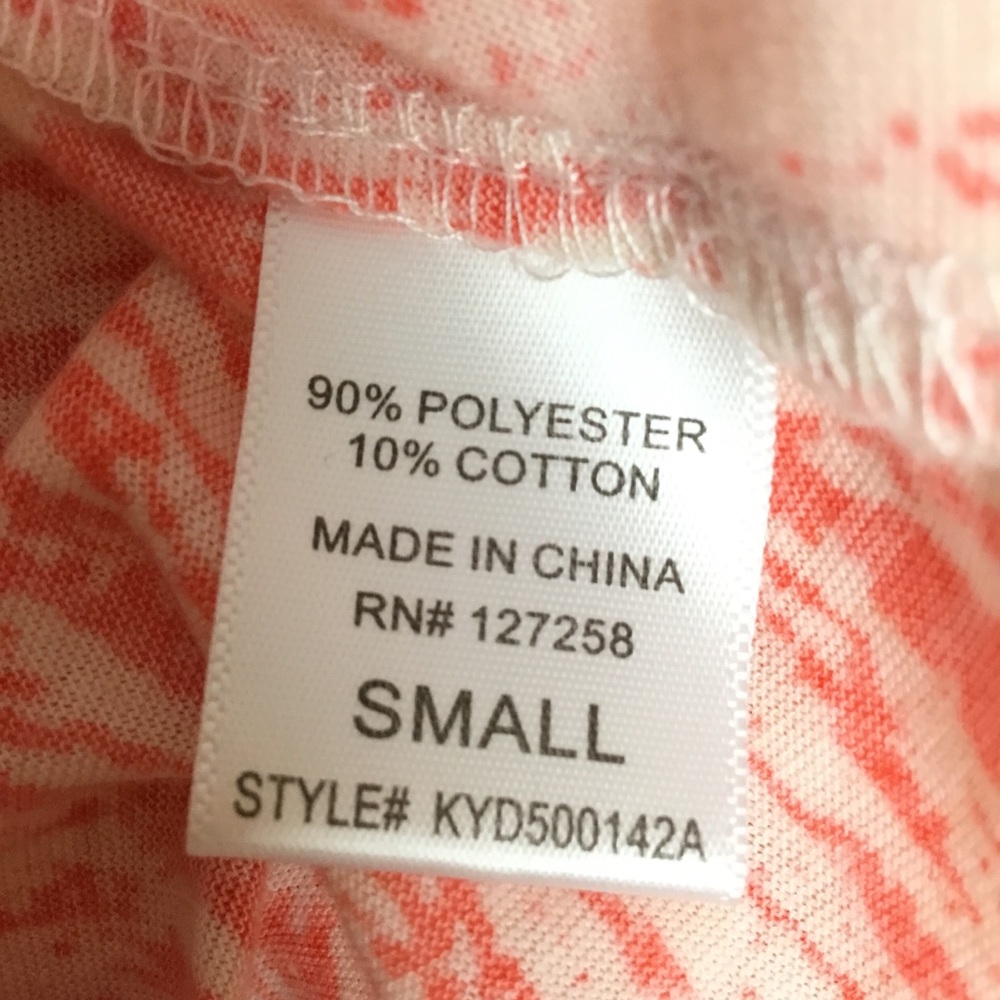 90% POLYESTER
10% COTTON
MADE IN CHINA
RN# 127258
SMALL
STYLE# KYD500142A